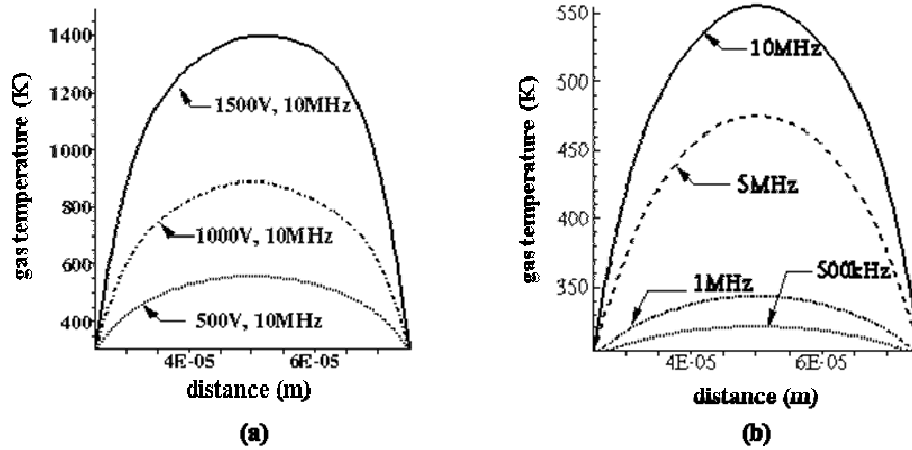 gas temperature (K)
1400
1200
1000
800
600
400
1500V, 10MHz
1000V, 10MHz
500V, 10MHz
4E-05
6E-05
distance (m)
(a)
gas temperature (K)
550
500
450
400
350
10MHz
5MHz
1MHz
500kHz
4E-05
6E-05
distance (m)
(b)